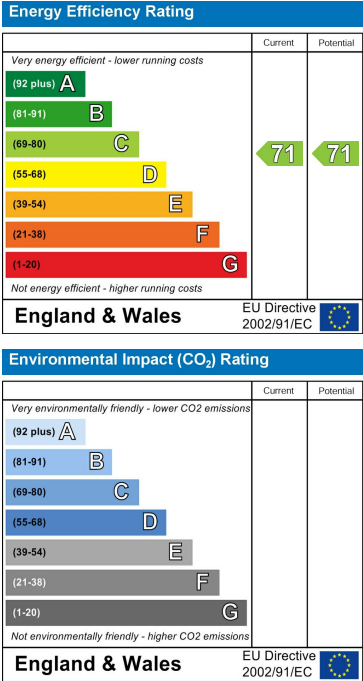 Energy Efficiency Rating
Current Potential
Very energy efficient - lower running costs
(92 plus) A
(81-91) B
(69-80) C 71 71
(55-68) D
(39-54) E
(21-38) F
(1-20) G
Not energy efficient - higher running costs
England & Wales
EU Directive
2002/91/EC
Environmental Impact (CO₂) Rating
Current Potential
Very environmentally friendly - lower CO2 emissions
(92 plus) A
(81-91) B
(69-80) C
(55-68) D
(39-54) E
(21-38) F
(1-20) G
Not environmentally friendly - higher CO2 emissions
England & Wales
EU Directive
2002/91/EC